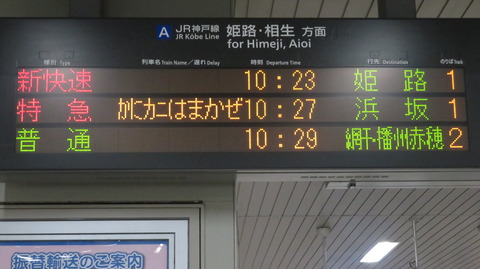 A JR神戸線 姫路・相生 方面
JR Kōbe Line for Himeji, Aioi
種別 Type 列車名 Train Name / 遅れ Delay 時刻 Departure Time 行先 Destination のりば Track
新快速 10:23 姫路 1
特急 かにカニはまかぜ 10:27 浜坂 1
普通 10:29 網干・播州赤穂 2
振替輸送のご案内